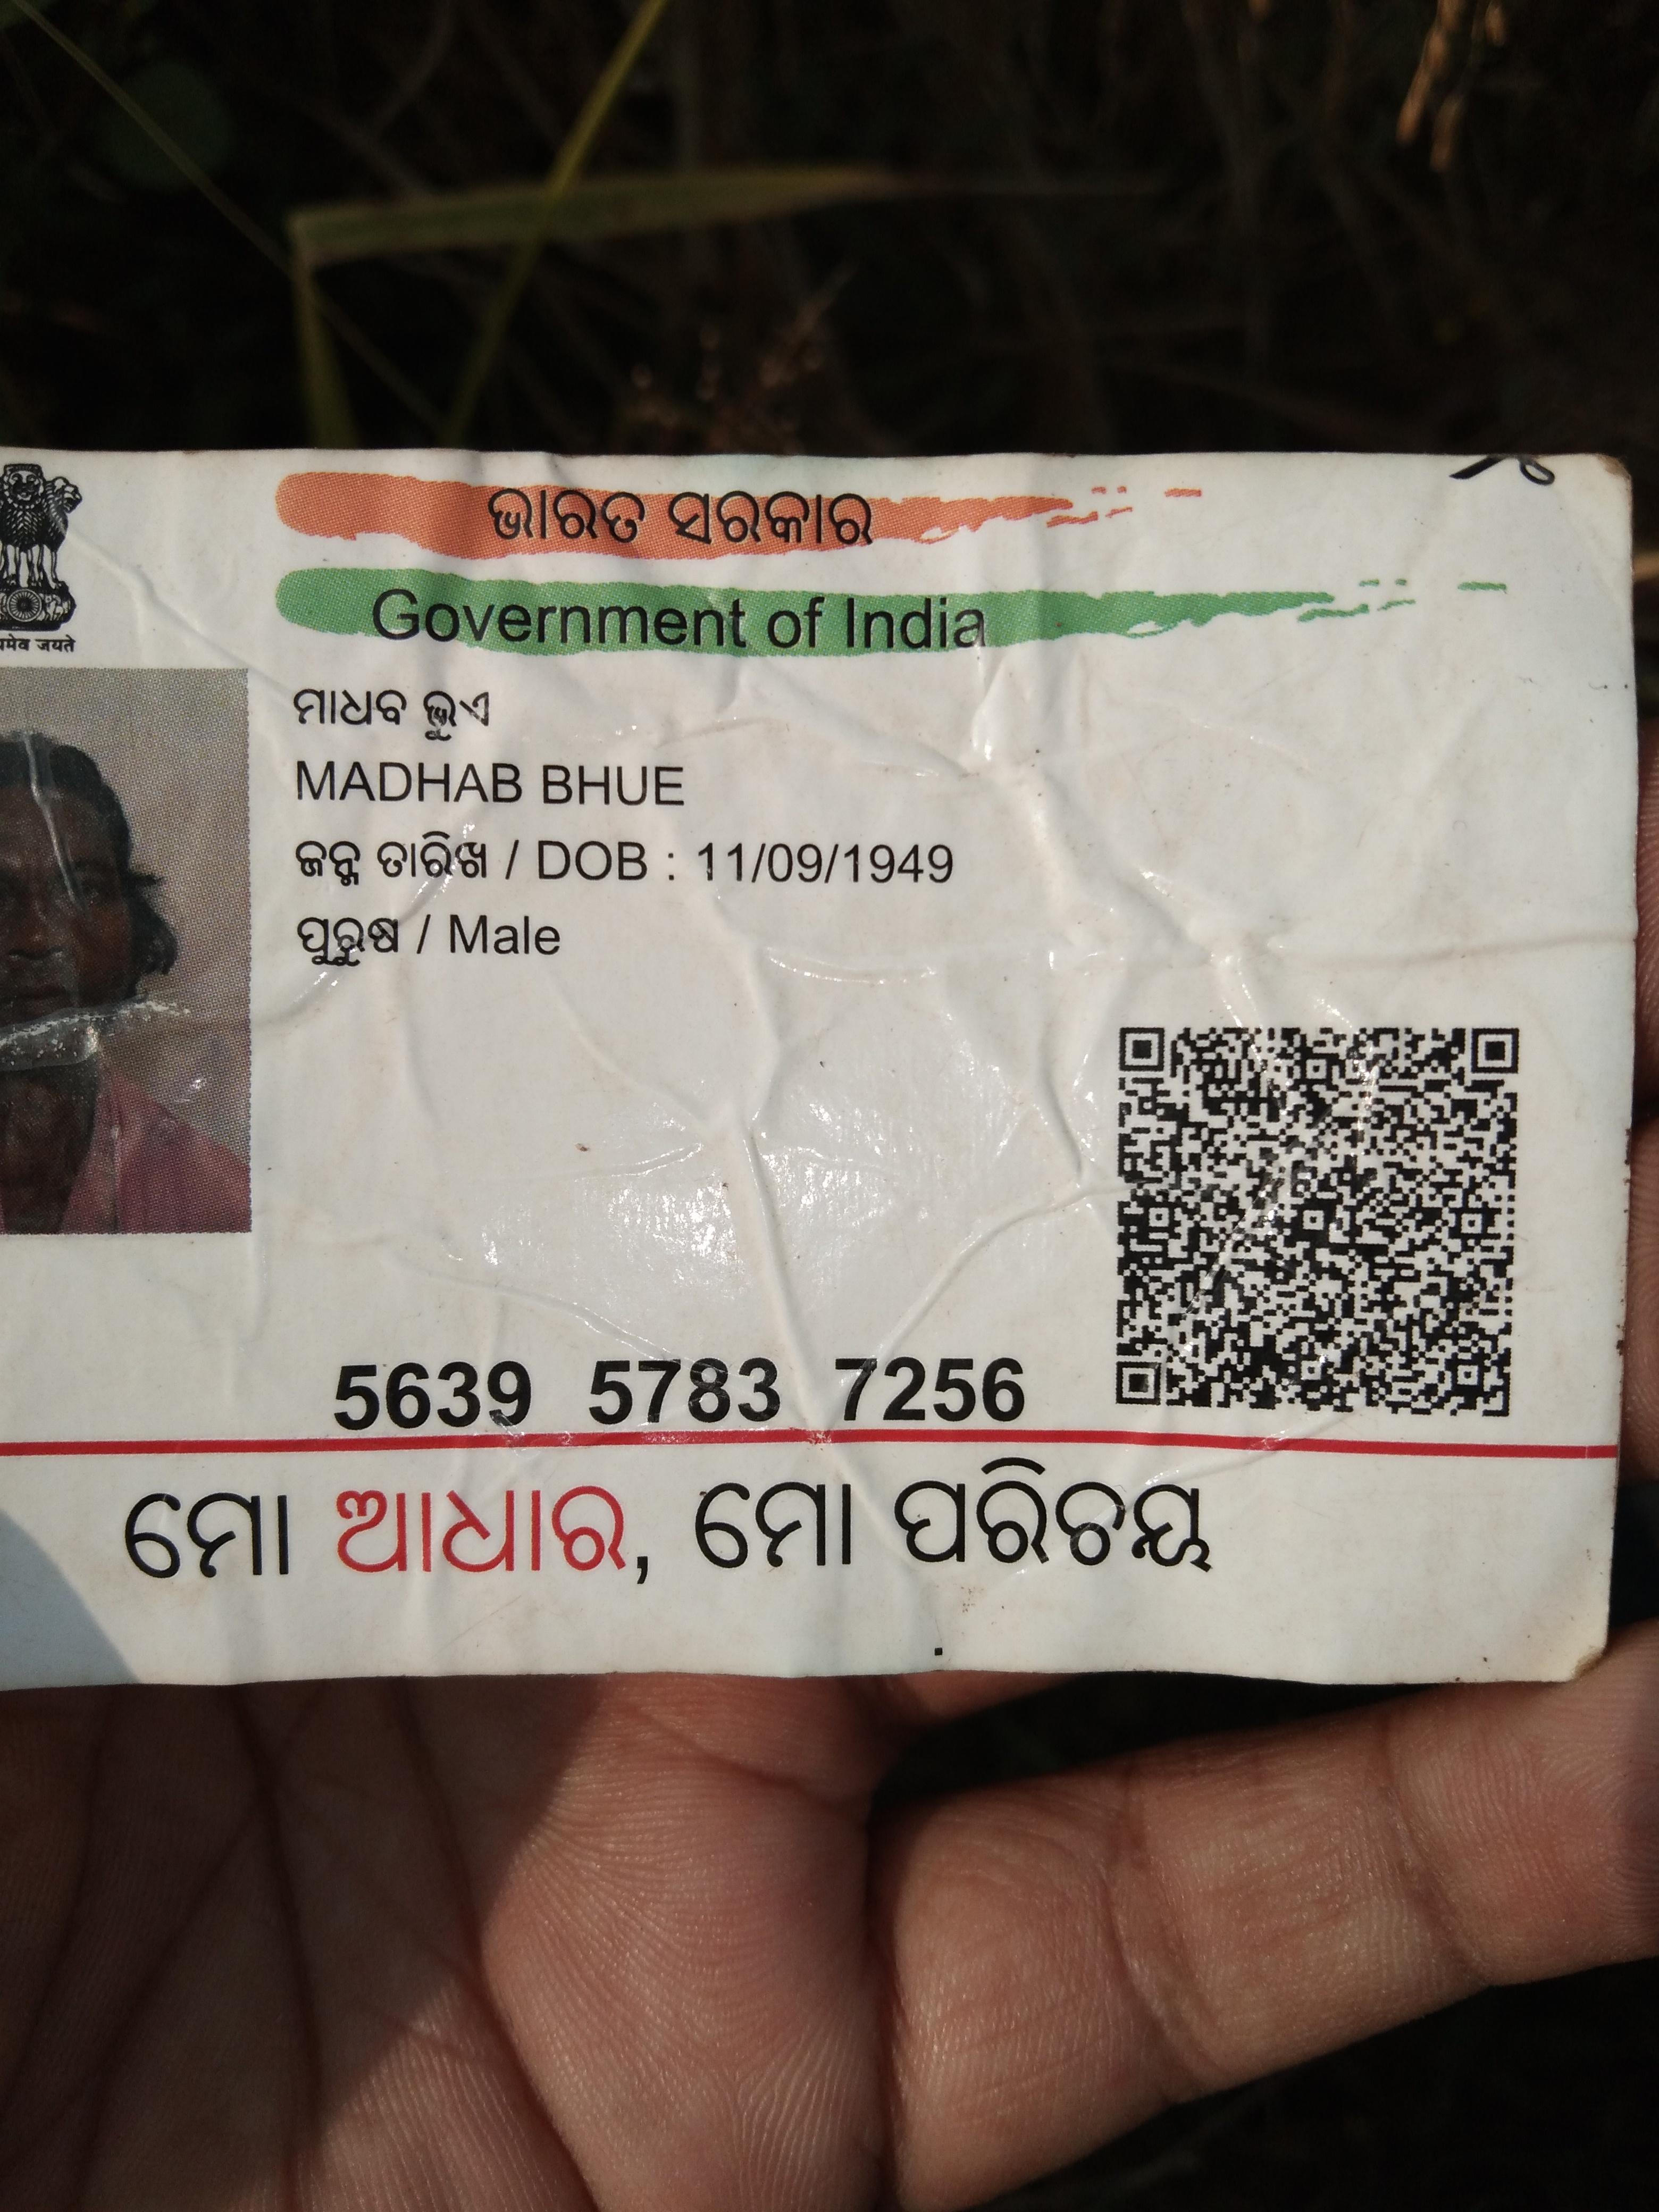 ଭାରତ ସରକାର
Government of India
जयते
ମାଧବ ଭୁଏ
MADHAB BHUE
ଜନ୍ମ ତାରିଖ / DOB : 11/09/1949
ପୁରୁଷ / Male
5639 5783 7256
ମୋ ଆଧାର, ମୋ ପରିଚୟ